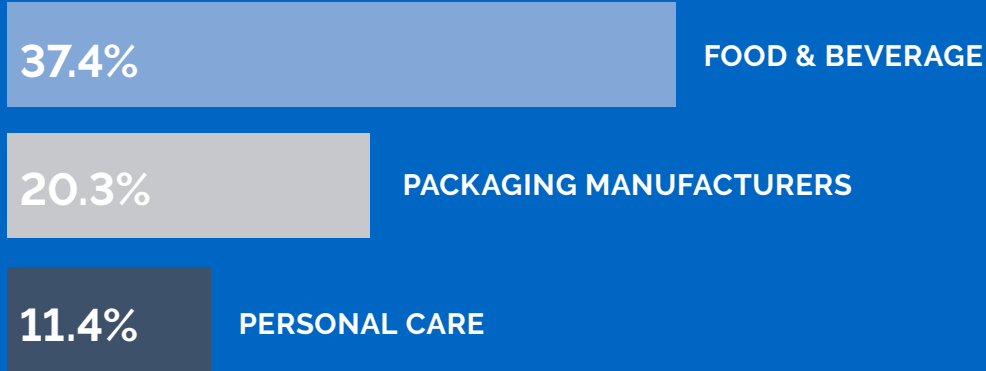 37.4% FOOD & BEVERAGE
20.3% PACKAGING MANUFACTURERS
11.4% PERSONAL CARE